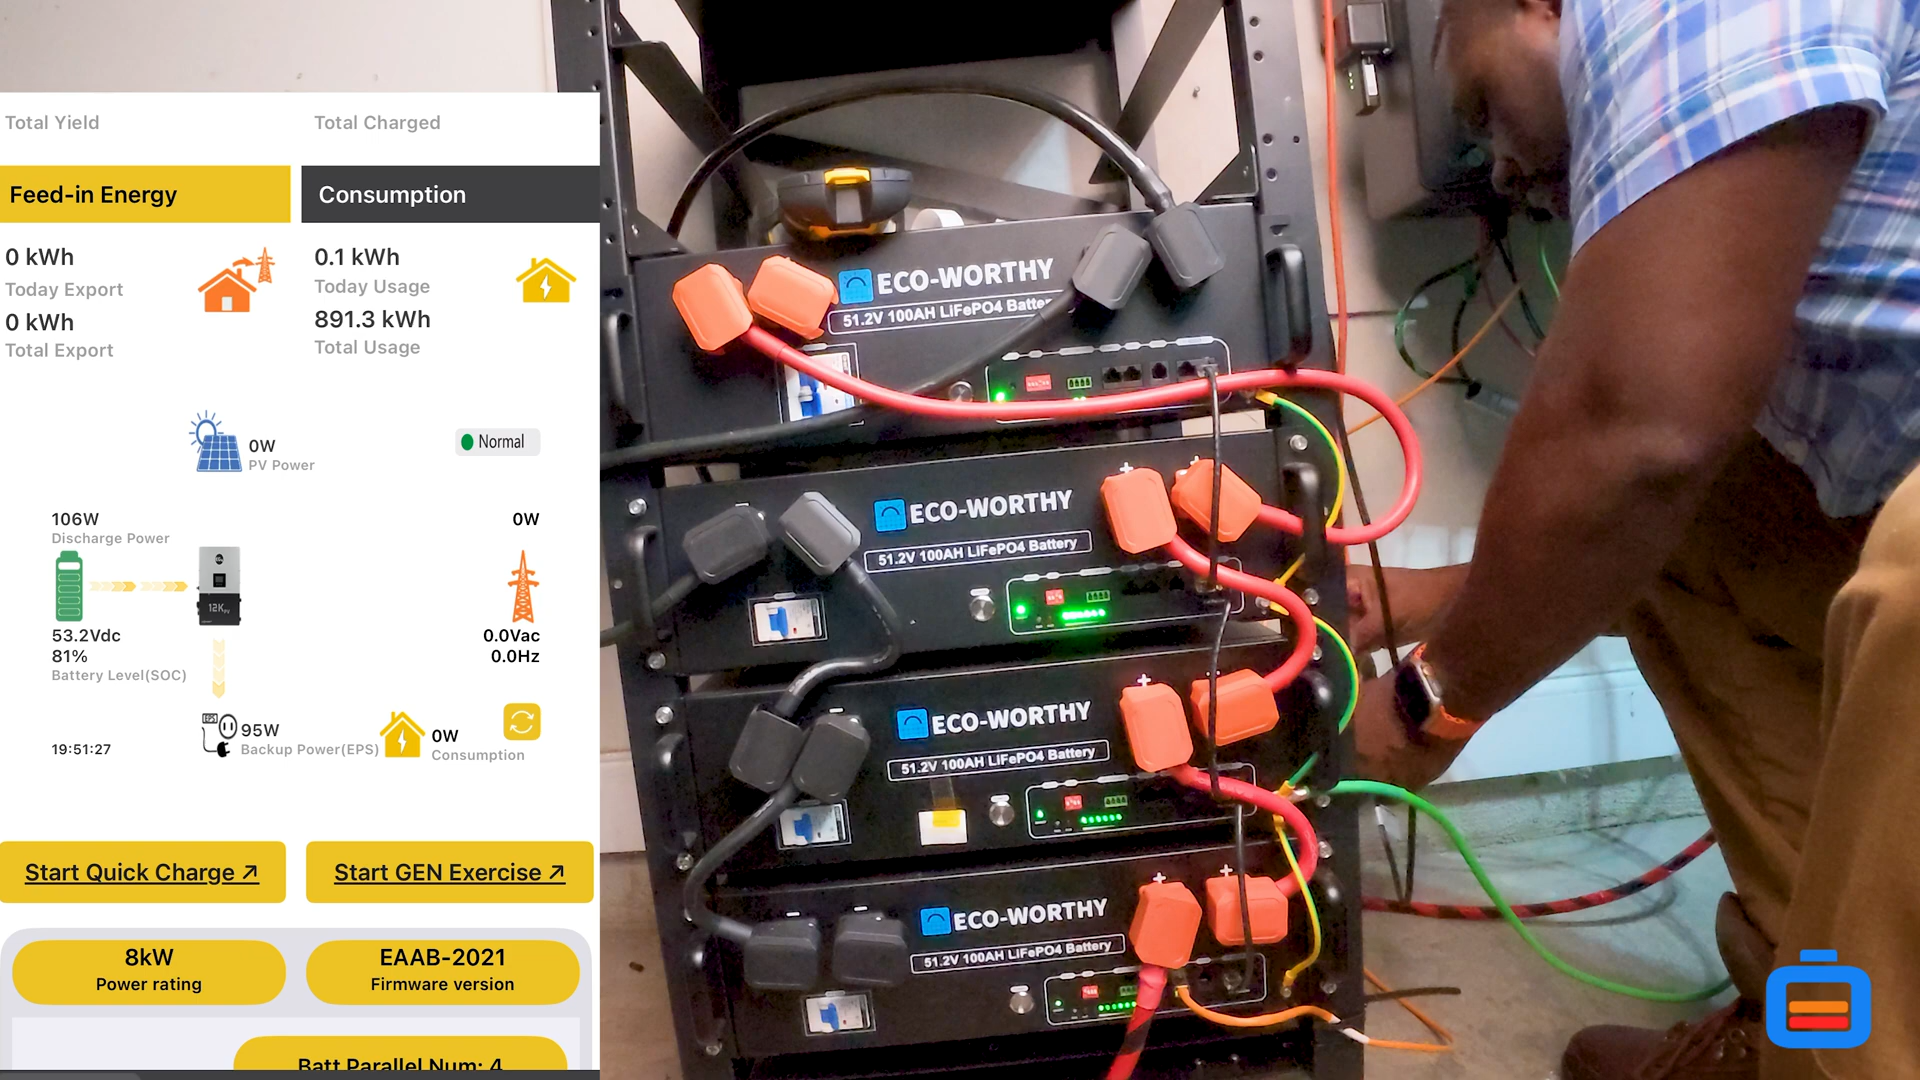 Total Yield
Total Charged
Feed-in Energy
Consumption
0 kWh
Today Export
0 kWh
Total Export
0.1 kWh
Today Usage
891.3 kWh
Total Usage
0W
PV Power
Normal
106W
Discharge Power
0W
12K PV
53.2Vdc
81%
Battery Level(SOC)
0.0Vac
0.0Hz
EPS
95W
Backup Power(EPS)
0W
Consumption
19:51:27
Start Quick Charge ↗
Start GEN Exercise ↗
8kW
Power rating
EAAB-2021
Firmware version
Batt Parallel Num: 4
ECO-WORTHY
51.2V 100AH LiFePO4 Batter
ECO-WORTHY
51.2V 100AH LiFePO4 Battery
ECO-WORTHY
51.2V 100AH LiFePO4 Battery
ECO-WORTHY
51.2V 100AH LiFePO4 Battery